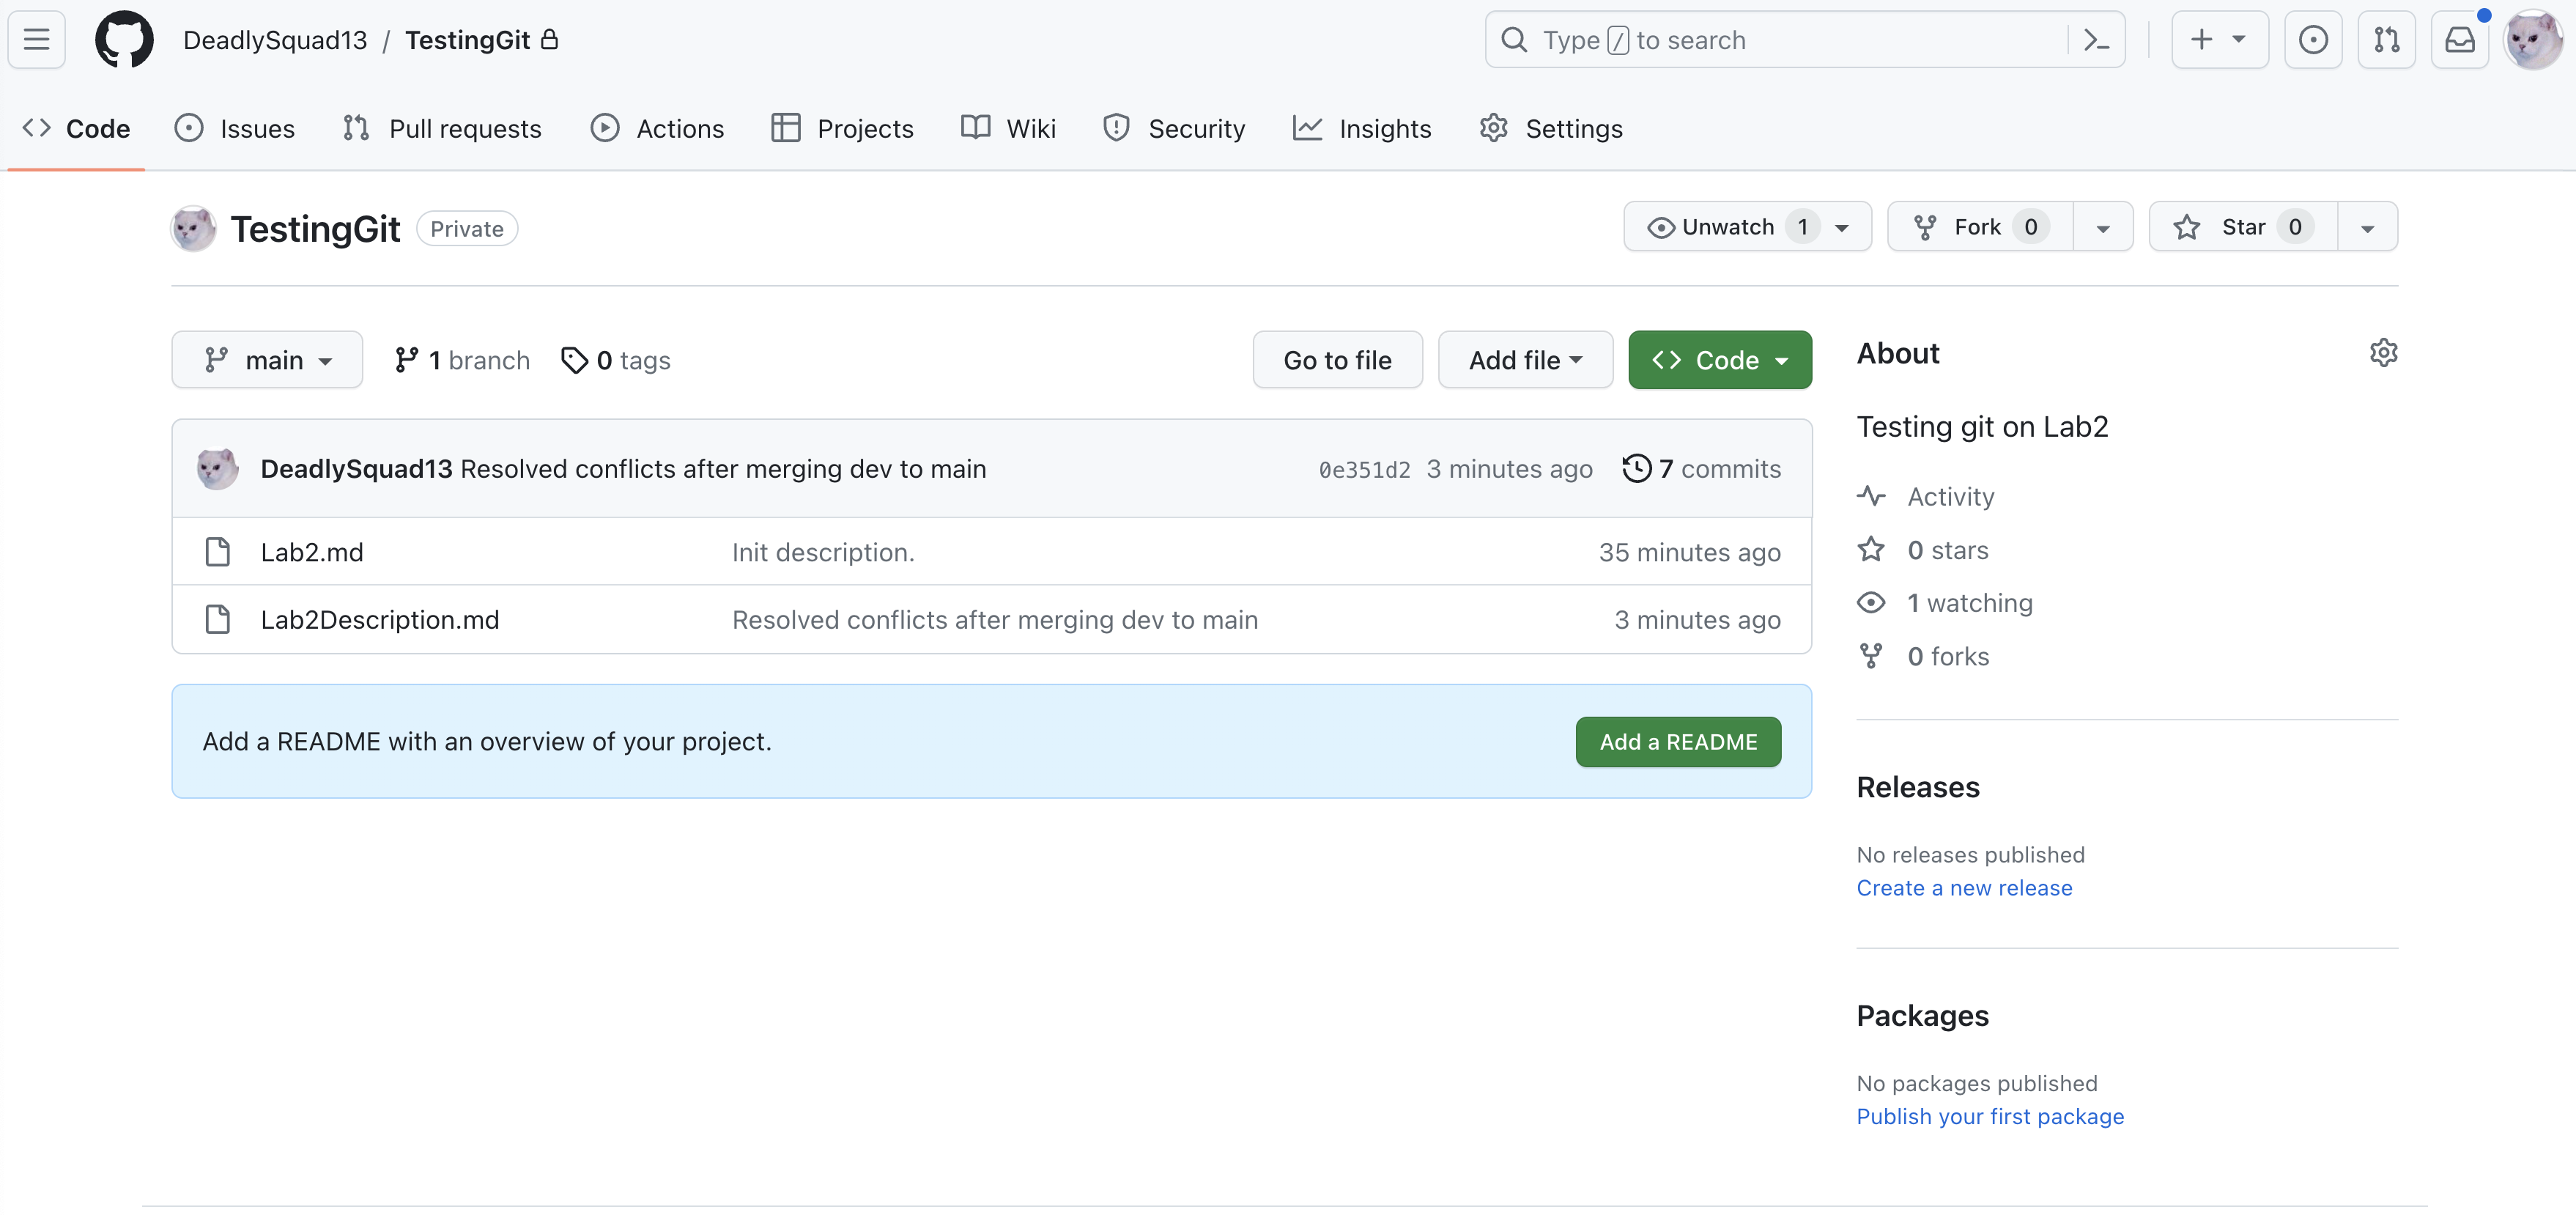 DeadlySquad13 / TestingGit
Type / to search
Code Issues Pull requests Actions Projects Wiki Security Insights Settings
TestingGit Private
Unwatch 1 Fork 0 Star 0
main 1 branch 0 tags
Go to file Add file Code
DeadlySquad13 Resolved conflicts after merging dev to main 0e351d2 3 minutes ago 7 commits
Lab2.md Init description. 35 minutes ago
Lab2Description.md Resolved conflicts after merging dev to main 3 minutes ago
Add a README with an overview of your project. Add a README
About
Testing git on Lab2
Activity
0 stars
1 watching
0 forks
Releases
No releases published
Create a new release
Packages
No packages published
Publish your first package